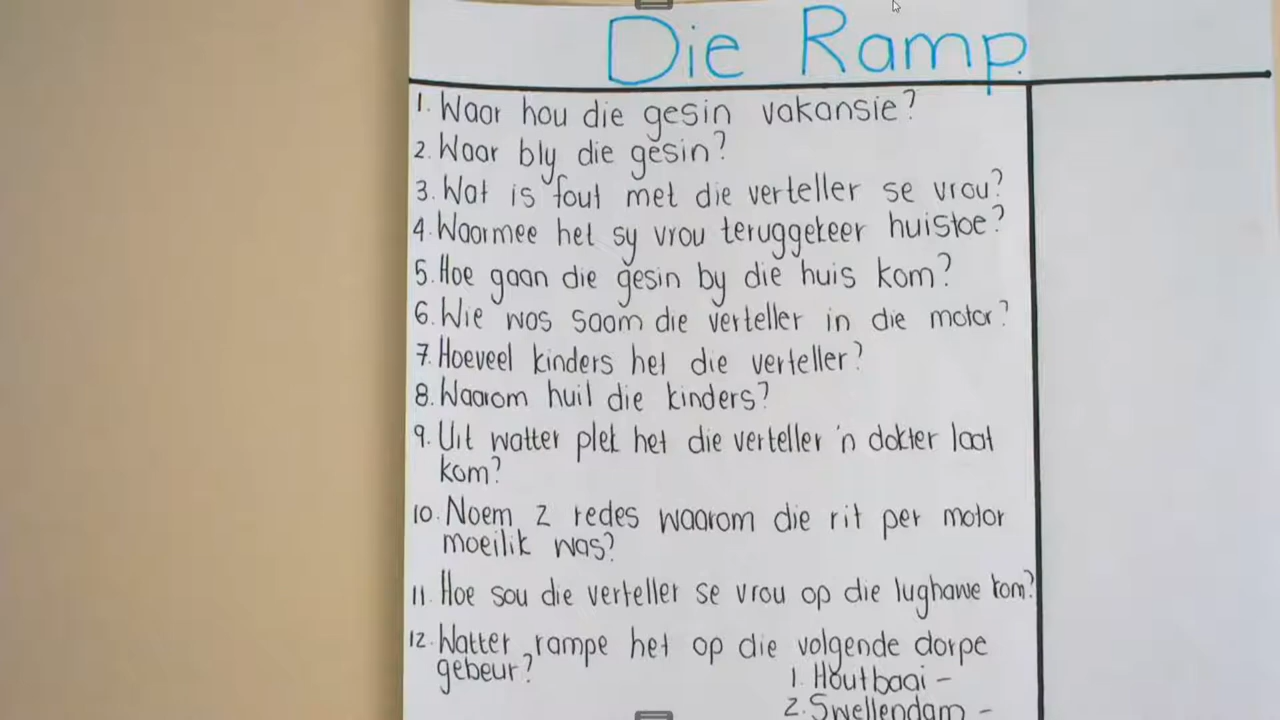 Die Ramp.
1. Waar hou die gesin vakansie?
2. Waar bly die gesin?
3. Wat is fout met die verteller se vrou?
4. Waarmee het sy vrou teruggekeer huistoe?
5. Hoe gaan die gesin by die huis kom?
6. Wie was saam die verteller in die motor?
7. Hoeveel kinders het die verteller?
8. Waarom huil die kinders?
9. Uit watter plek het die verteller 'n dokter laat
kom?
10. Noem 2 redes waarom die rit per motor
moeilik was?
11. Hoe sou die verteller se vrou op die lughawe kom?
12. Watter rampe het op die volgende dorpe
gebeur?
1. Houtbaai -
2. Swellendam -